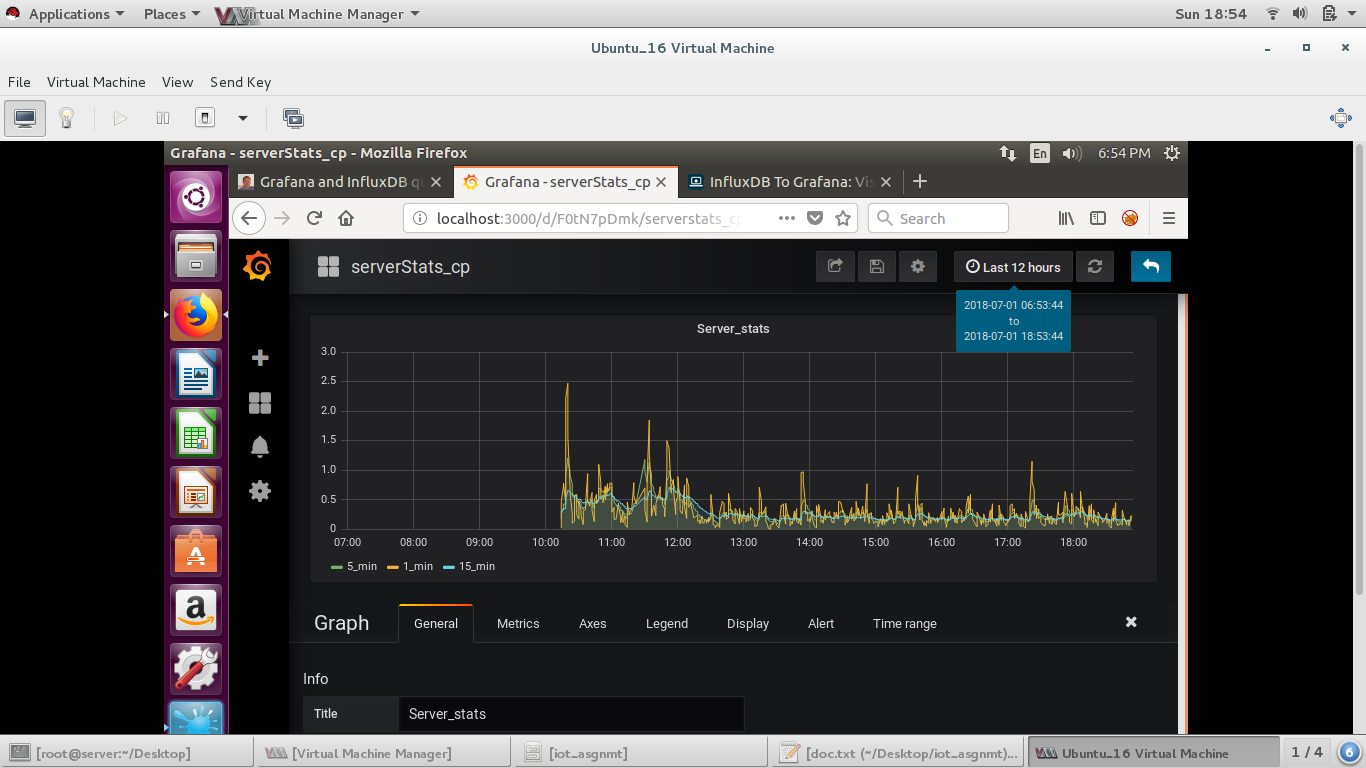 Applications Places Virtual Machine Manager Sun 18:54
Ubuntu_16 Virtual Machine
File Virtual Machine View Send Key
Grafana - serverStats_cp - Mozilla Firefox En 6:54 PM
Grafana and InfluxDB qu Grafana - serverStats_cp InfluxDB To Grafana: Vis
localhost:3000/d/F0tN7pDmk/serverstats_cp Search
serverStats_cp Last 12 hours
2018-07-01 06:53:44
to
2018-07-01 18:53:44
Server_stats
3.0
2.5
2.0
1.5
1.0
0.5
0
07:00 08:00 09:00 10:00 11:00 12:00 13:00 14:00 15:00 16:00 17:00 18:00
5_min 1_min 15_min
Graph General Metrics Axes Legend Display Alert Time range
Info
Title Server_stats
[root@server:~/Desktop] [Virtual Machine Manager] [iot_asgnmt] [doc.txt (~/Desktop/iot_asgnmt)... Ubuntu_16 Virtual Machine 1 / 4 6